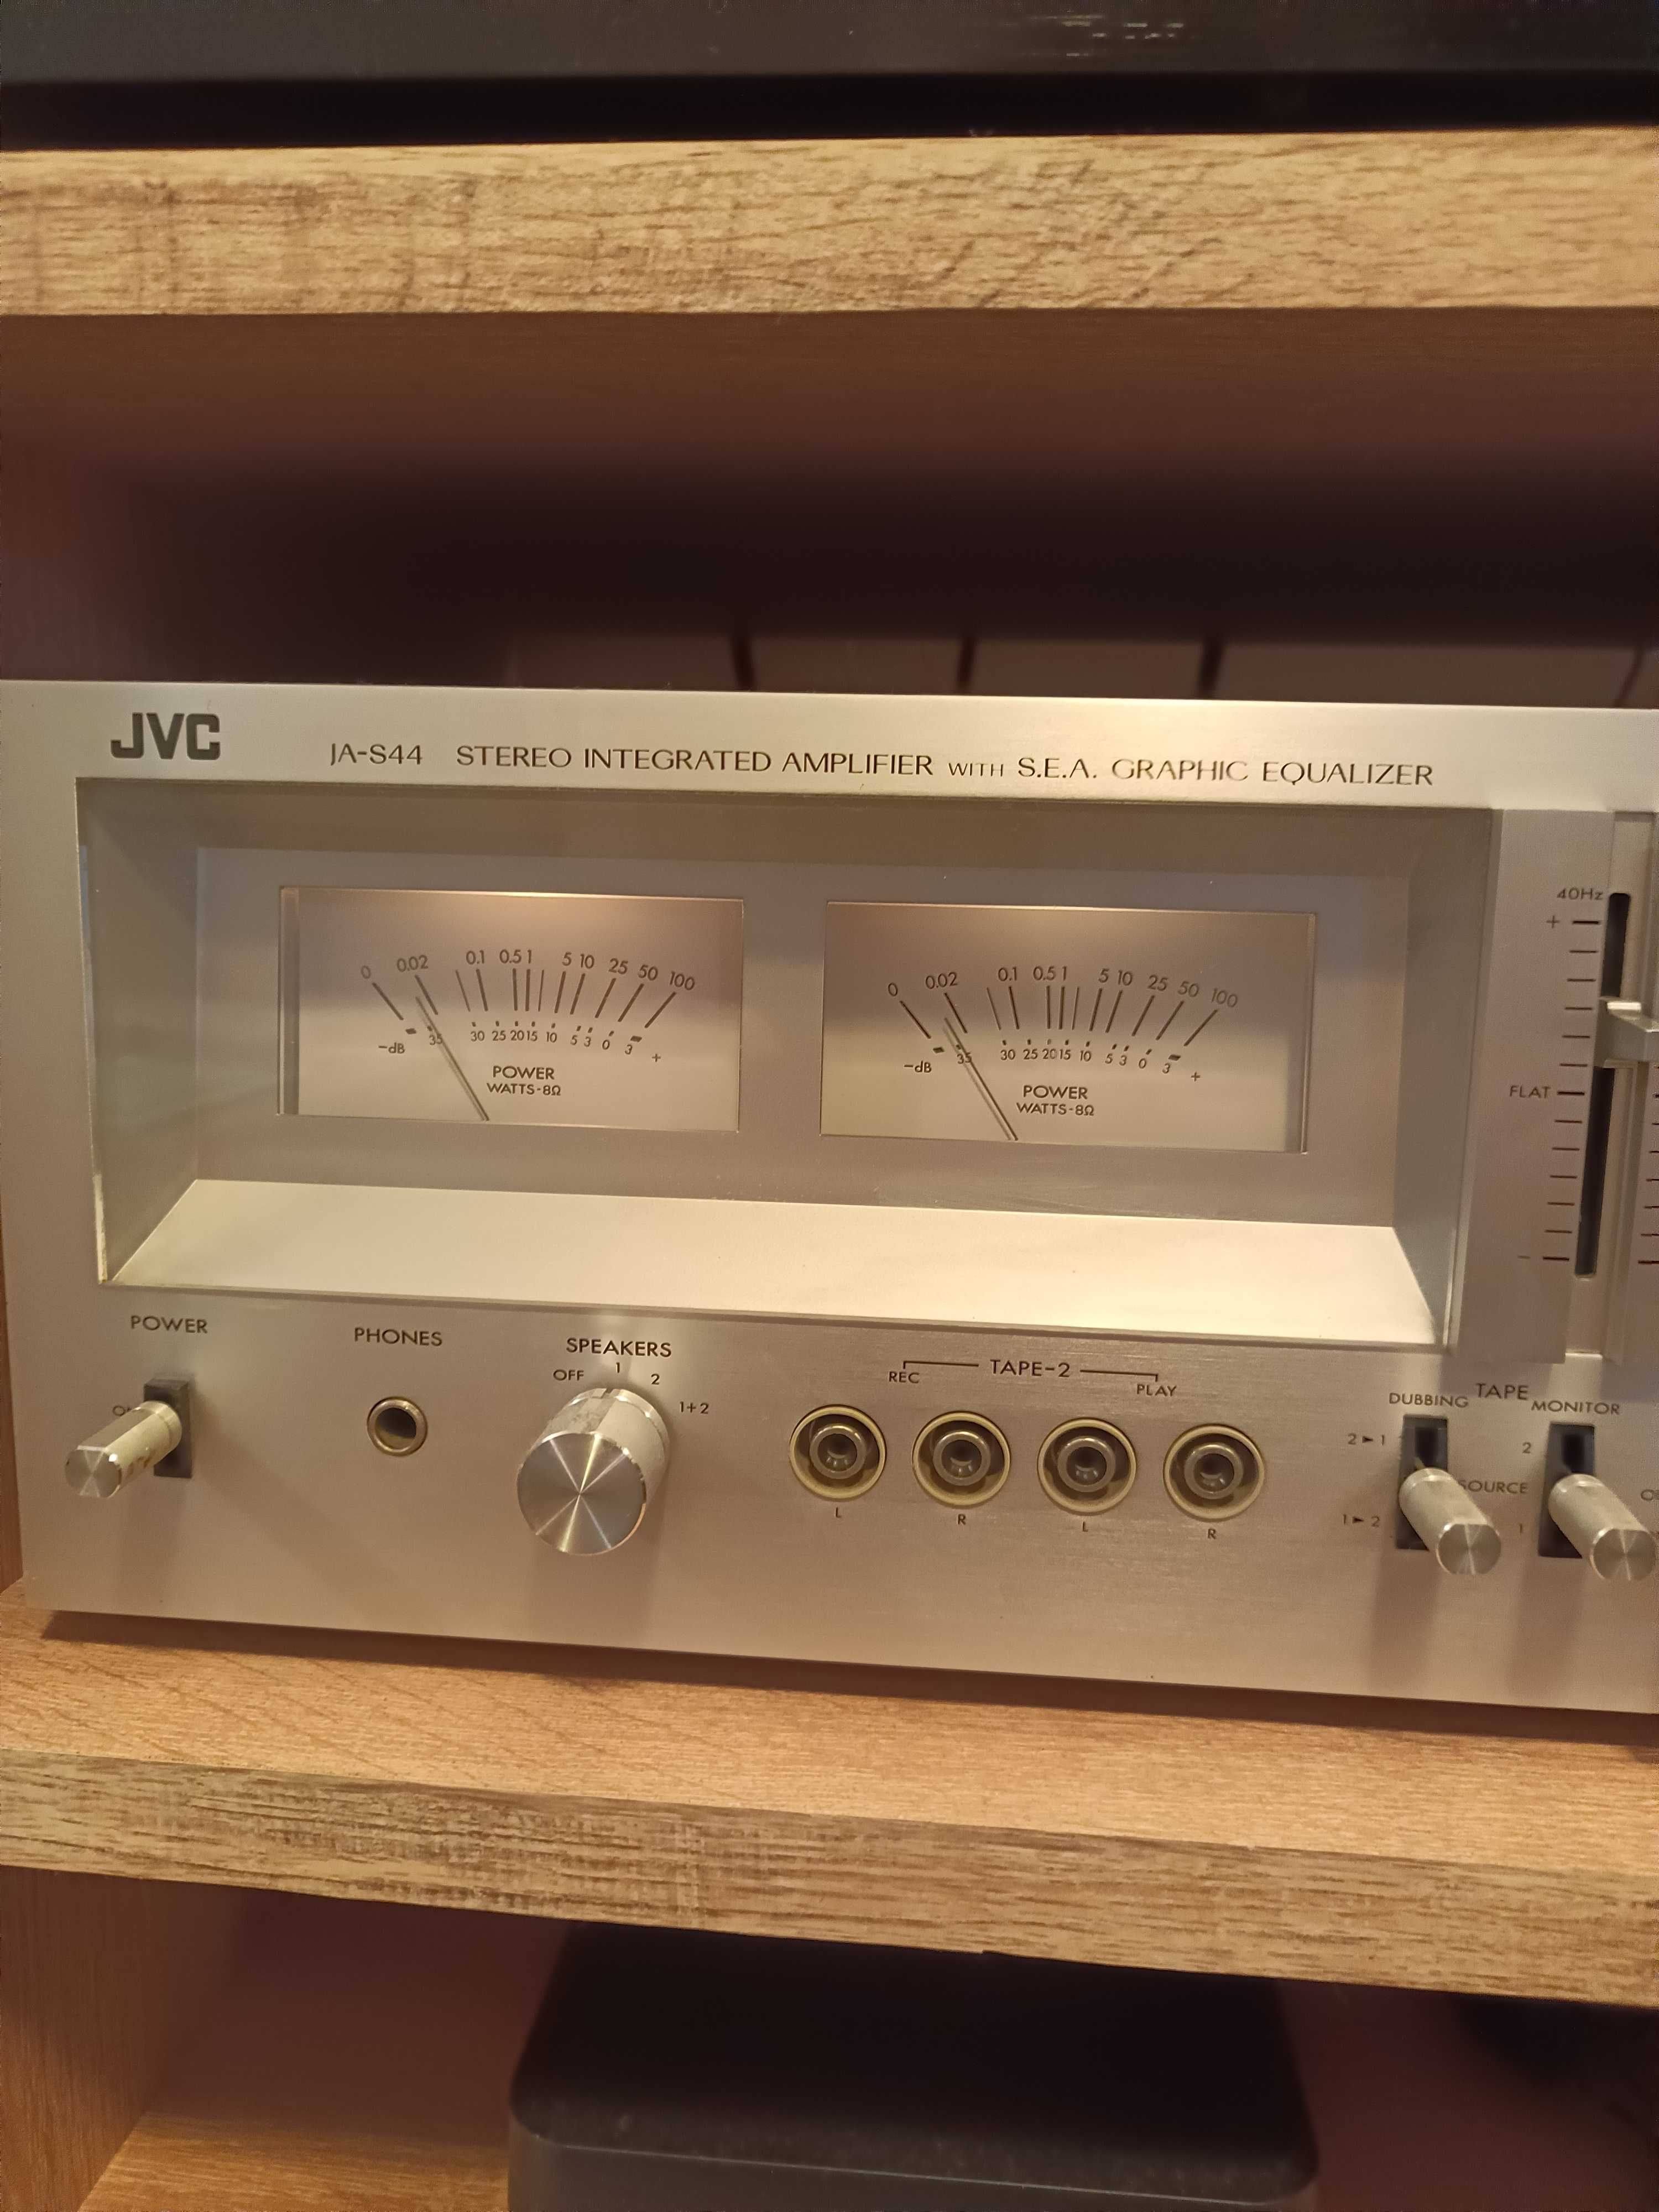 JVC
JA-S44 STEREO INTEGRATED AMPLIFIER WITH S.E.A. GRAPHIC EQUALIZER
0 0.02 0.1 0.5 1 5 10 25 50 100
-dB 35 30 25 20 15 10 5 3 0 3 +
POWER
WATTS-8Ω
0 0.02 0.1 0.5 1 5 10 25 50 100
-dB 35 30 25 20 15 10 5 3 0 3 +
POWER
WATTS-8Ω
40Hz
+
FLAT
-
POWER
PHONES
SPEAKERS
OFF 1 2 1+2
TAPE-2
REC PLAY
L R L R
TAPE
DUBBING MONITOR
2►1 2
SOURCE
1►2 1